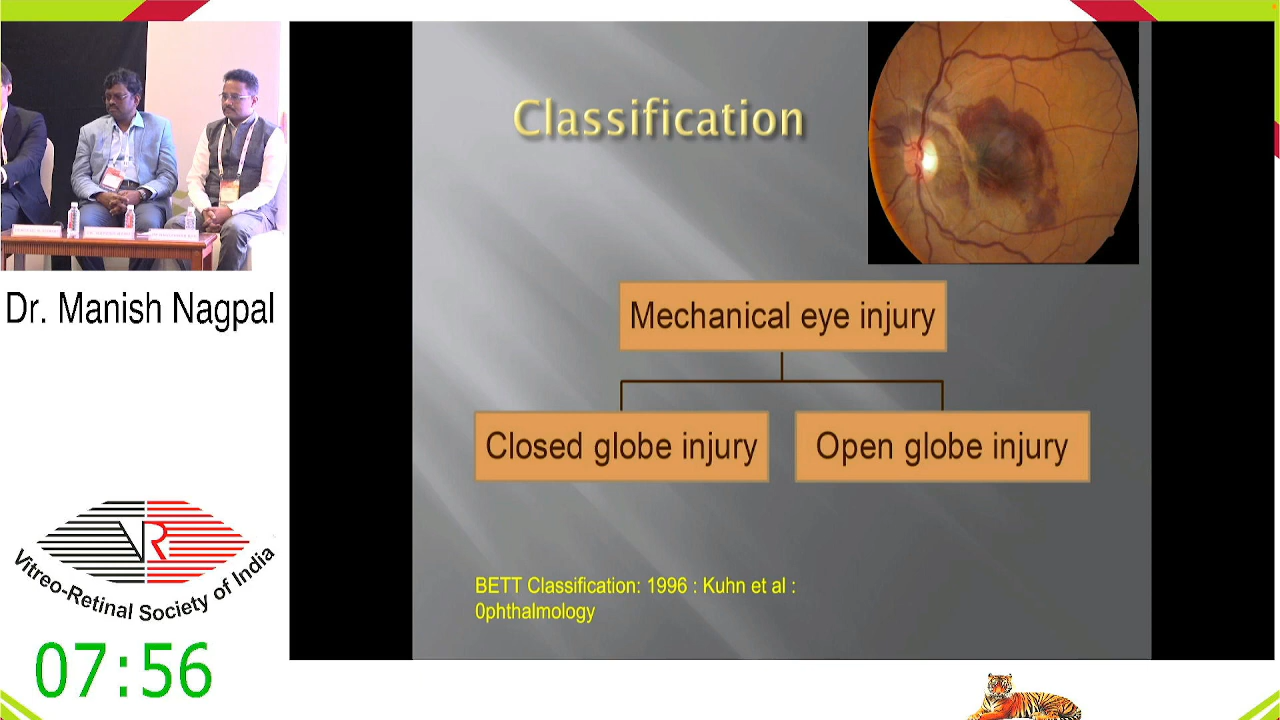 Classification
Mechanical eye injury
Closed globe injury
Open globe injury
BETT Classification: 1996 : Kuhn et al :
0phthalmology
Dr. Manish Nagpal
VR
Vitreo-Retinal Society of India
07:56